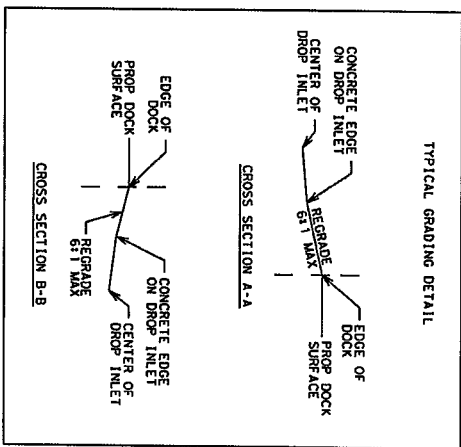 TYPICAL GRADING DETAIL
CONCRETE EDGE
ON DROP INLET
CENTER OF
DROP INLET
REGRADE
6:1 MAX
EDGE OF
DOCK
PROP DOCK
SURFACE
CROSS SECTION A-A
EDGE OF
DOCK
PROP DOCK
SURFACE
REGRADE
6:1 MAX
CONCRETE EDGE
ON DROP INLET
CENTER OF
DROP INLET
CROSS SECTION B-B